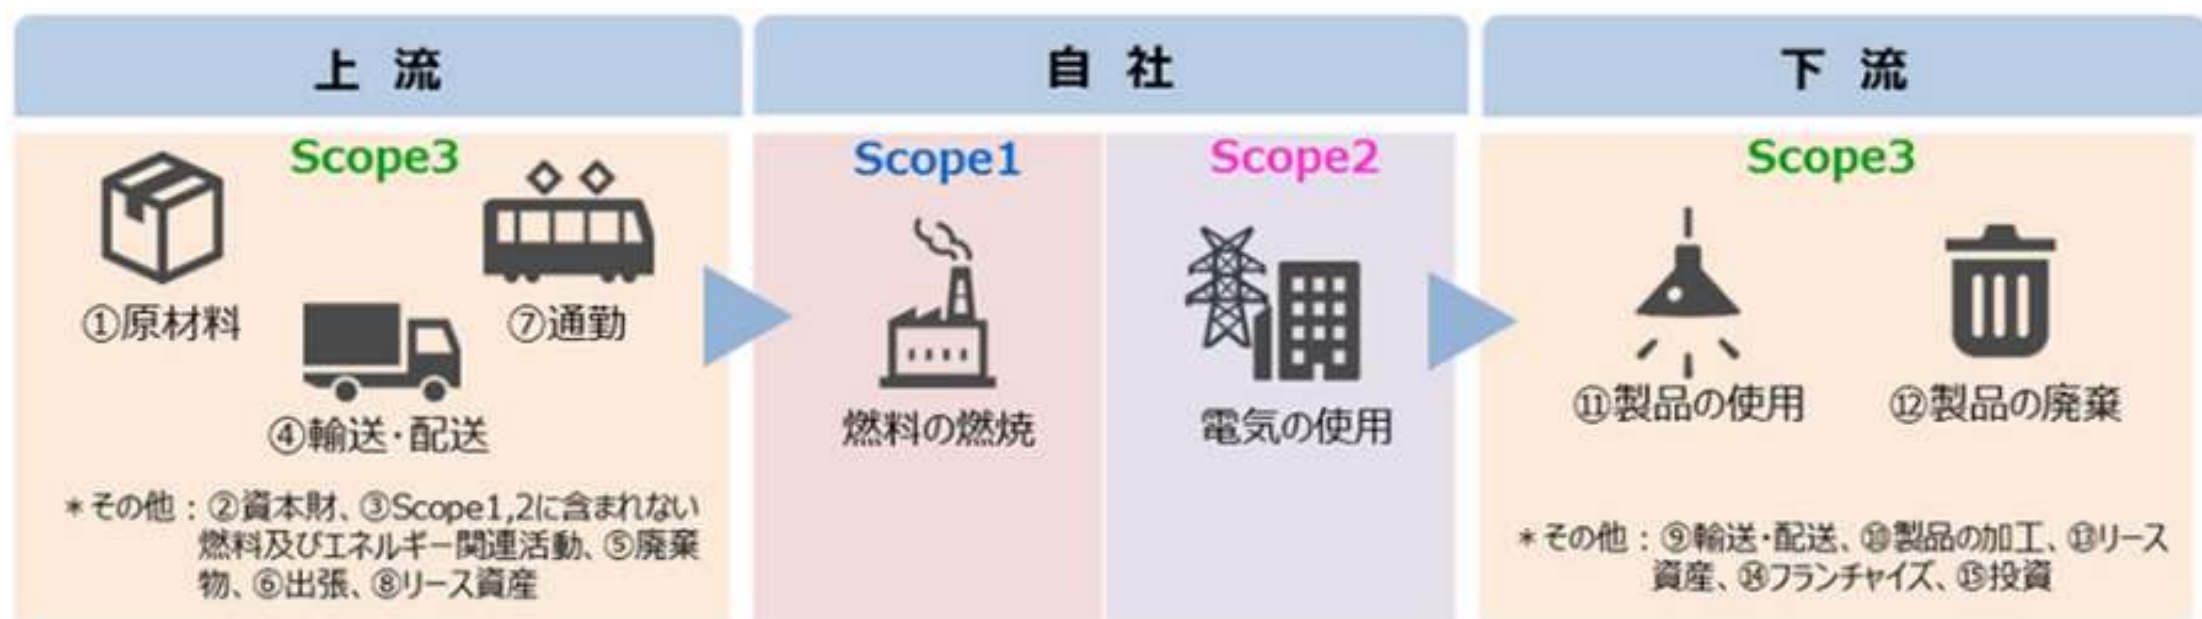 上 流
自 社
下 流
Scope3
①原材料
⑦通勤
④輸送・配送
*その他：②資本財、③Scope1,2に含まれない
燃料及びエネルギー関連活動、⑤廃棄
物、⑥出張、⑧リース資産
Scope1
燃料の燃焼
Scope2
電気の使用
Scope3
⑪製品の使用
⑫製品の廃棄
*その他：⑨輸送・配送、⑩製品の加工、⑬リース
資産、⑭フランチャイズ、⑮投資